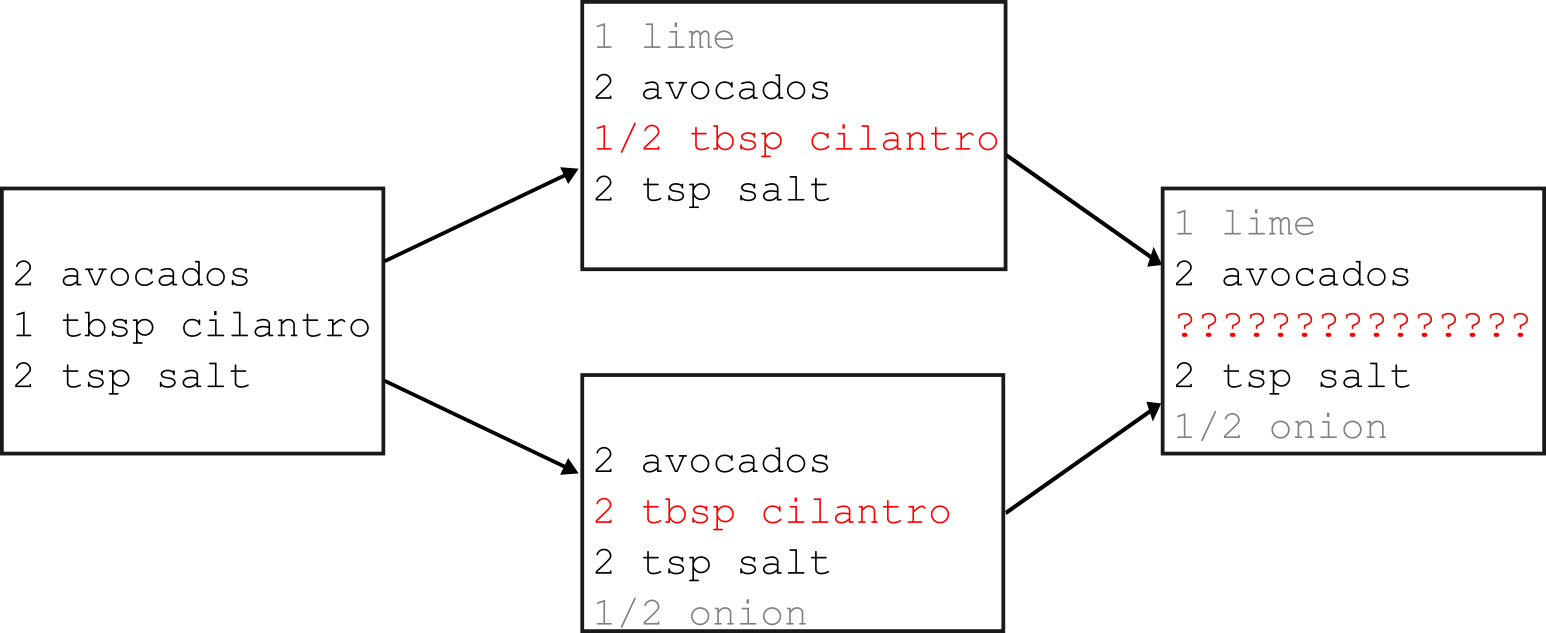 2 avocados
1 tbsp cilantro
2 tsp salt
1 lime
2 avocados
1/2 tbsp cilantro
2 tsp salt
2 avocados
2 tbsp cilantro
2 tsp salt
1/2 onion
1 lime
2 avocados
???????????????
2 tsp salt
1/2 onion